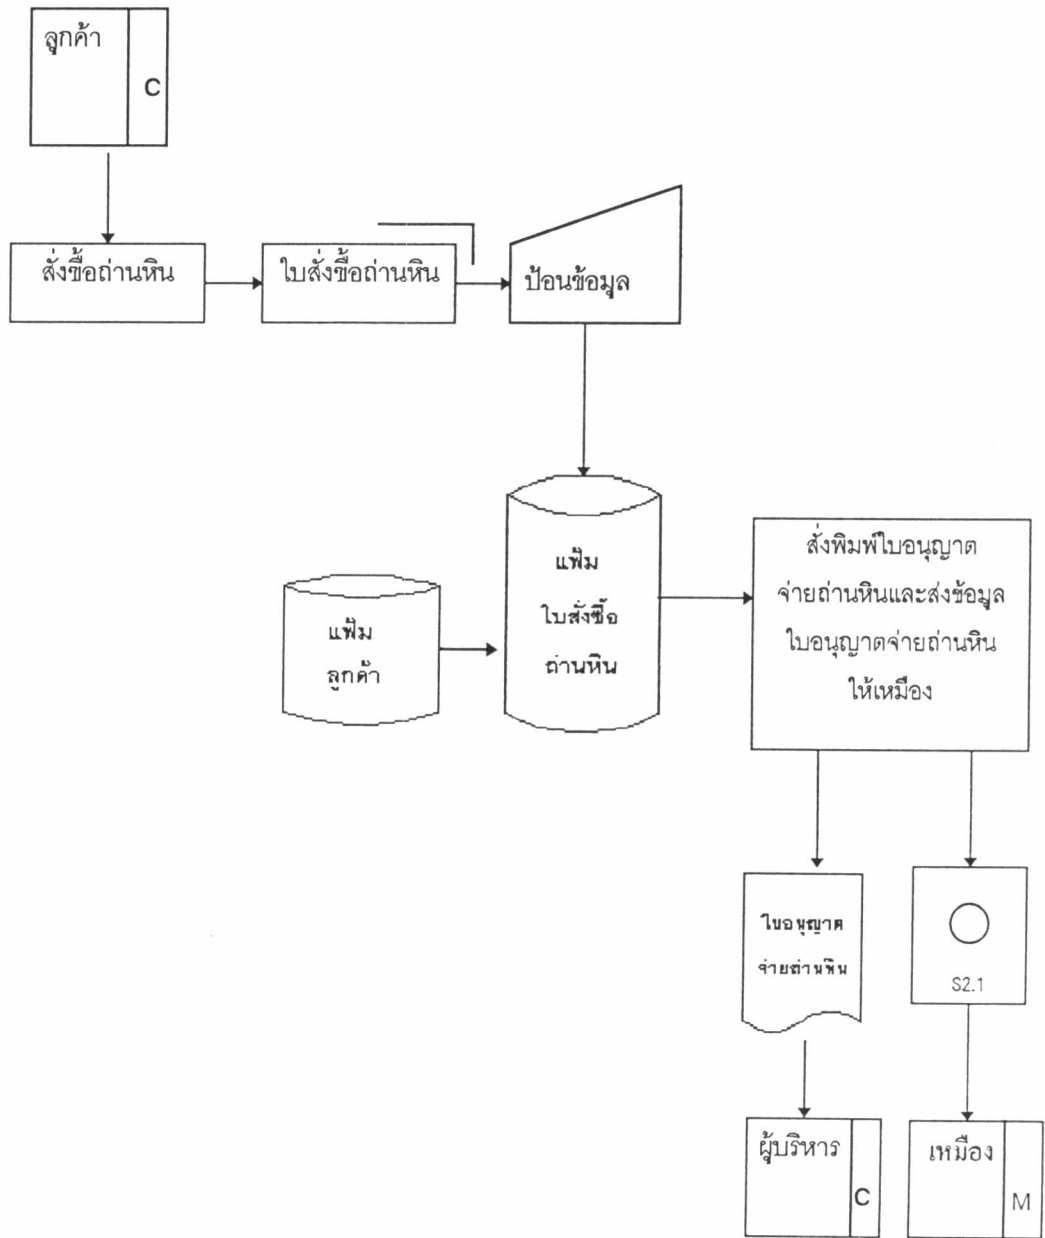 ลูกค้า
C
สั่งซื้อถ่านหิน
ใบสั่งซื้อถ่านหิน
ป้อนข้อมูล
แฟ้ม
ลูกค้า
แฟ้ม
ใบสั่งซื้อ
ถ่านหิน
สั่งพิมพ์ใบอนุญาต
จ่ายถ่านหินและส่งข้อมูล
ใบอนุญาตจ่ายถ่านหิน
ให้เหมือง
ใบอนุญาต
จ่ายถ่านหิน
S2.1
ผู้บริหาร
C
เหมือง
M